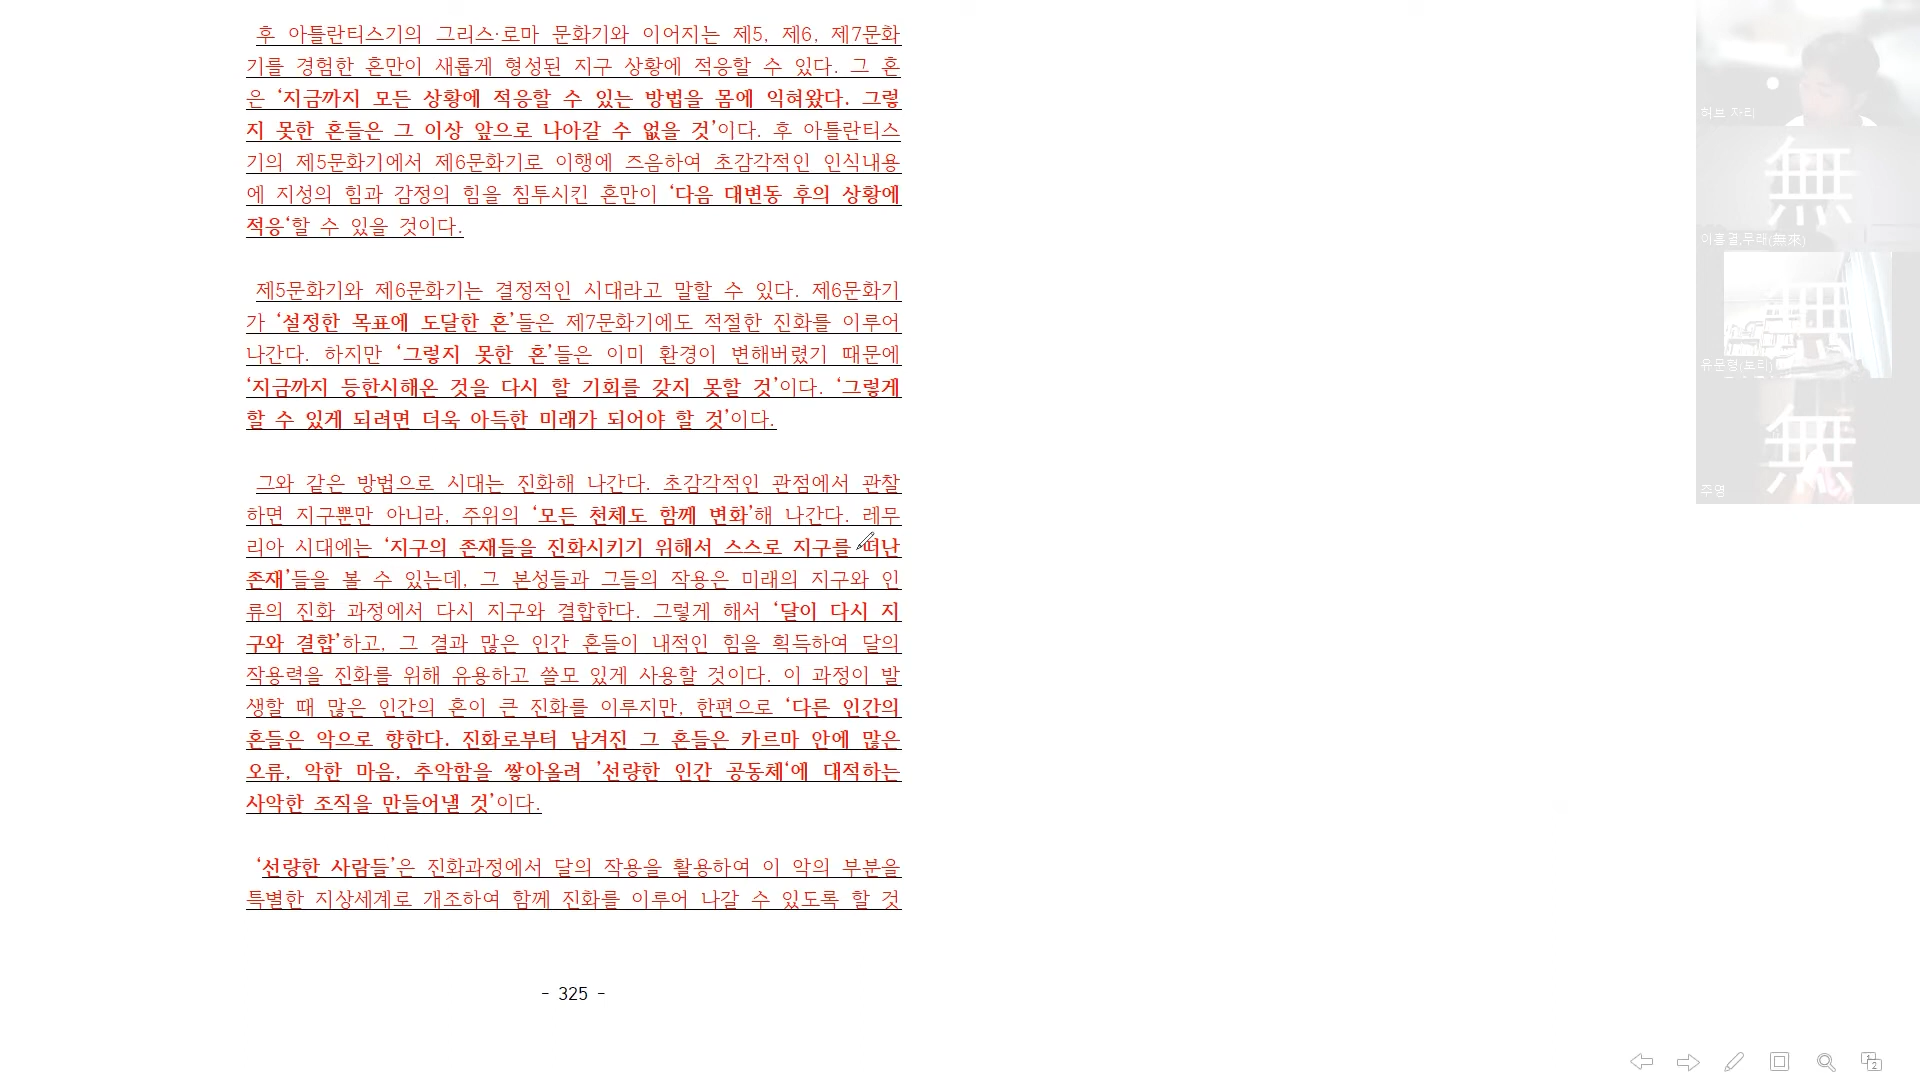 후 아틀란티스기의 그리스·로마 문화기와 이어지는 제5, 제6, 제7문화
기를 경험한 혼만이 새롭게 형성된 지구 상황에 적응할 수 있다. 그 혼
은 ‘지금까지 모든 상황에 적응할 수 있는 방법을 몸에 익혀왔다. 그렇
지 못한 혼들은 그 이상 앞으로 나아갈 수 없을 것’이다. 후 아틀란티스
기의 제5문화기에서 제6문화기로 이행에 즈음하여 초감각적인 인식내용
에 지성의 힘과 감정의 힘을 침투시킨 혼만이 ‘다음 대변동 후의 상황에
적응‘할 수 있을 것이다.
제5문화기와 제6문화기는 결정적인 시대라고 말할 수 있다. 제6문화기
가 ‘설정한 목표에 도달한 혼’들은 제7문화기에도 적절한 진화를 이루어
나간다. 하지만 ‘그렇지 못한 혼’들은 이미 환경이 변해버렸기 때문에
‘지금까지 등한시해온 것을 다시 할 기회를 갖지 못할 것’이다. ‘그렇게
할 수 있게 되려면 더욱 아득한 미래가 되어야 할 것’이다.
그와 같은 방법으로 시대는 진화해 나간다. 초감각적인 관점에서 관찰
하면 지구뿐만 아니라, 주위의 ‘모든 천체도 함께 변화’해 나간다. 레무
리아 시대에는 ‘지구의 존재들을 진화시키기 위해서 스스로 지구를 떠난
존재’들을 볼 수 있는데, 그 본성들과 그들의 작용은 미래의 지구와 인
류의 진화 과정에서 다시 지구와 결합한다. 그렇게 해서 ‘달이 다시 지
구와 결합’하고, 그 결과 많은 인간 혼들이 내적인 힘을 획득하여 달의
작용력을 진화를 위해 유용하고 쓸모 있게 사용할 것이다. 이 과정이 발
생할 때 많은 인간의 혼이 큰 진화를 이루지만, 한편으로 ‘다른 인간의
혼들은 악으로 향한다. 진화로부터 남겨진 그 혼들은 카르마 안에 많은
오류, 악한 마음, 추악함을 쌓아올려 ’선량한 인간 공동체‘에 대적하는
사악한 조직을 만들어낼 것’이다.
‘선량한 사람들’은 진화과정에서 달의 작용을 활용하여 이 악의 부분을
특별한 지상세계로 개조하여 함께 진화를 이루어 나갈 수 있도록 할 것
- 325 -
허브 자리
無
이홍열,무래(無來)
無
유문형(보리)
無
주영